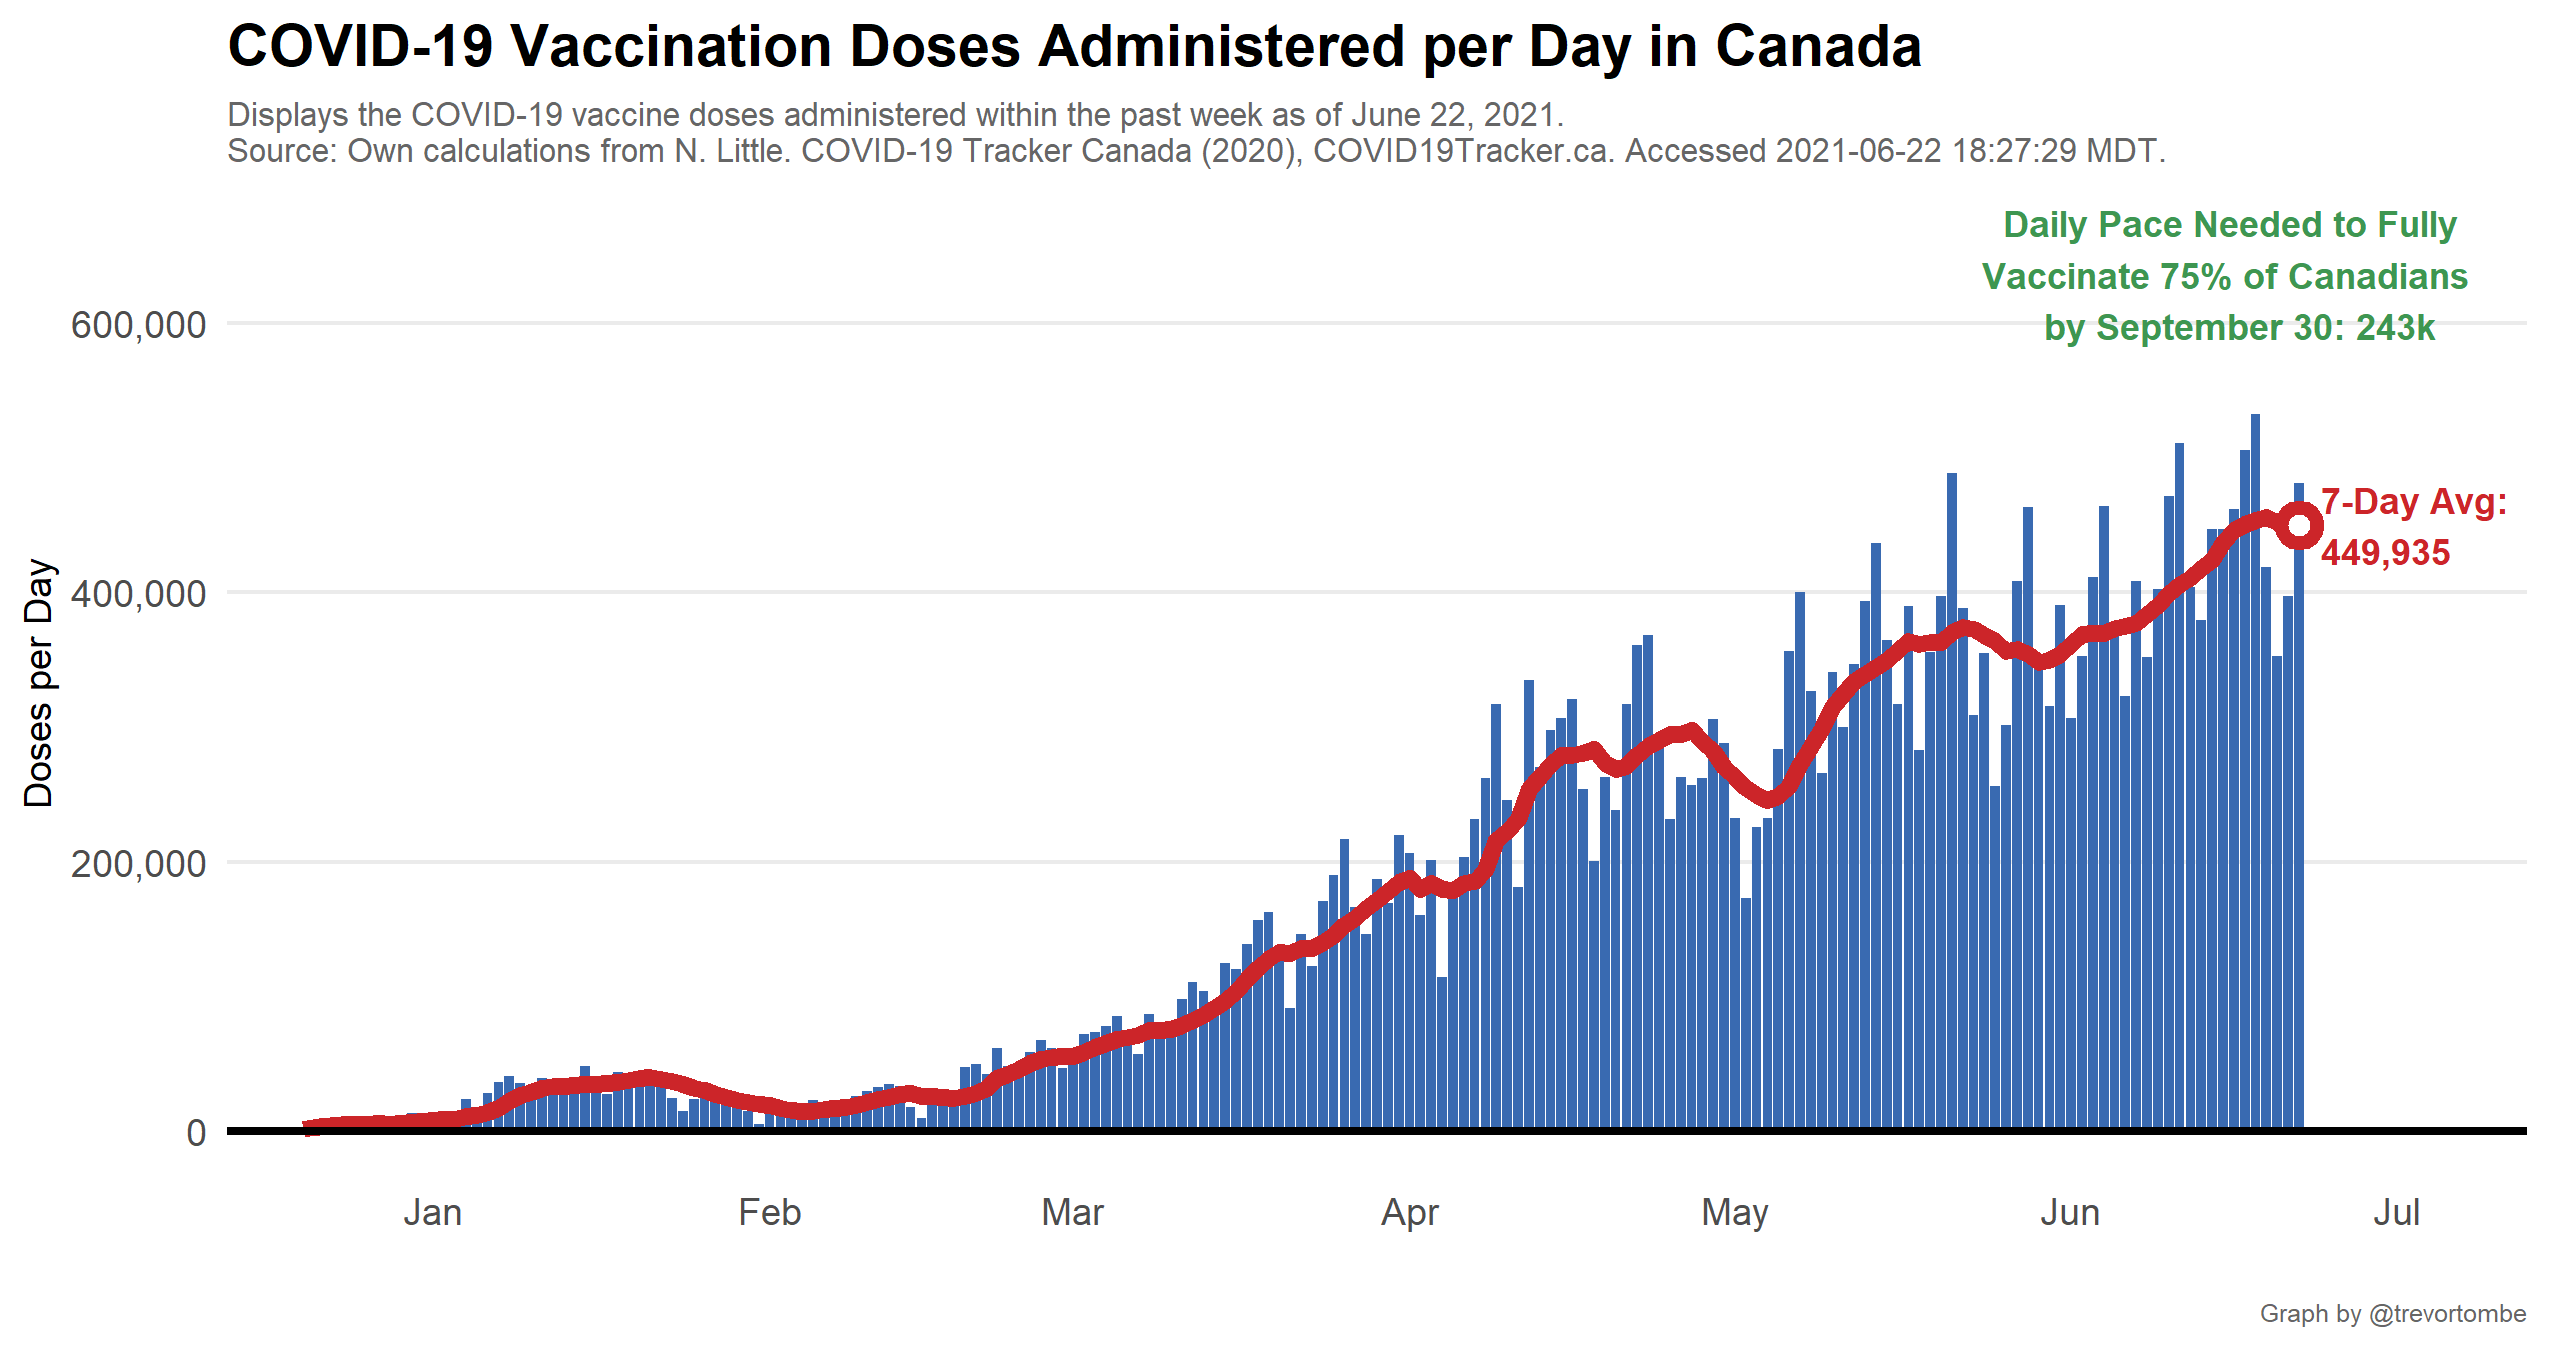 COVID-19 Vaccination Doses Administered per Day in Canada
Displays the COVID-19 vaccine doses administered within the past week as of June 22, 2021.
Source: Own calculations from N. Little. COVID-19 Tracker Canada (2020), COVID19Tracker.ca. Accessed 2021-06-22 18:27:29 MDT.
Daily Pace Needed to Fully
Vaccinate 75% of Canadians
by September 30: 243k
600,000
400,000
200,000
0
Doses per Day
7-Day Avg:
449,935
Jan Feb Mar Apr May Jun Jul
Graph by @trevortombe